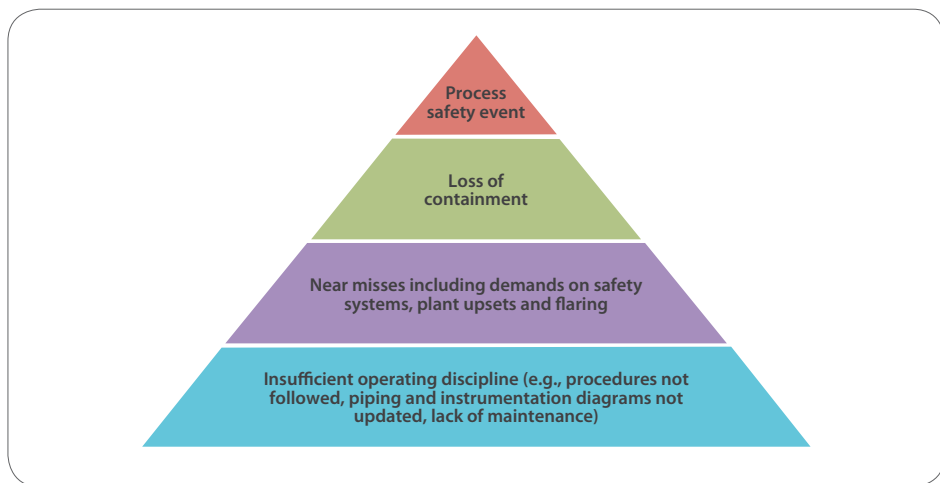 Process
safety event
Loss of
containment
Near misses including demands on safety
systems, plant upsets and flaring
Insufficient operating discipline (e.g., procedures not
followed, piping and instrumentation diagrams not
updated, lack of maintenance)